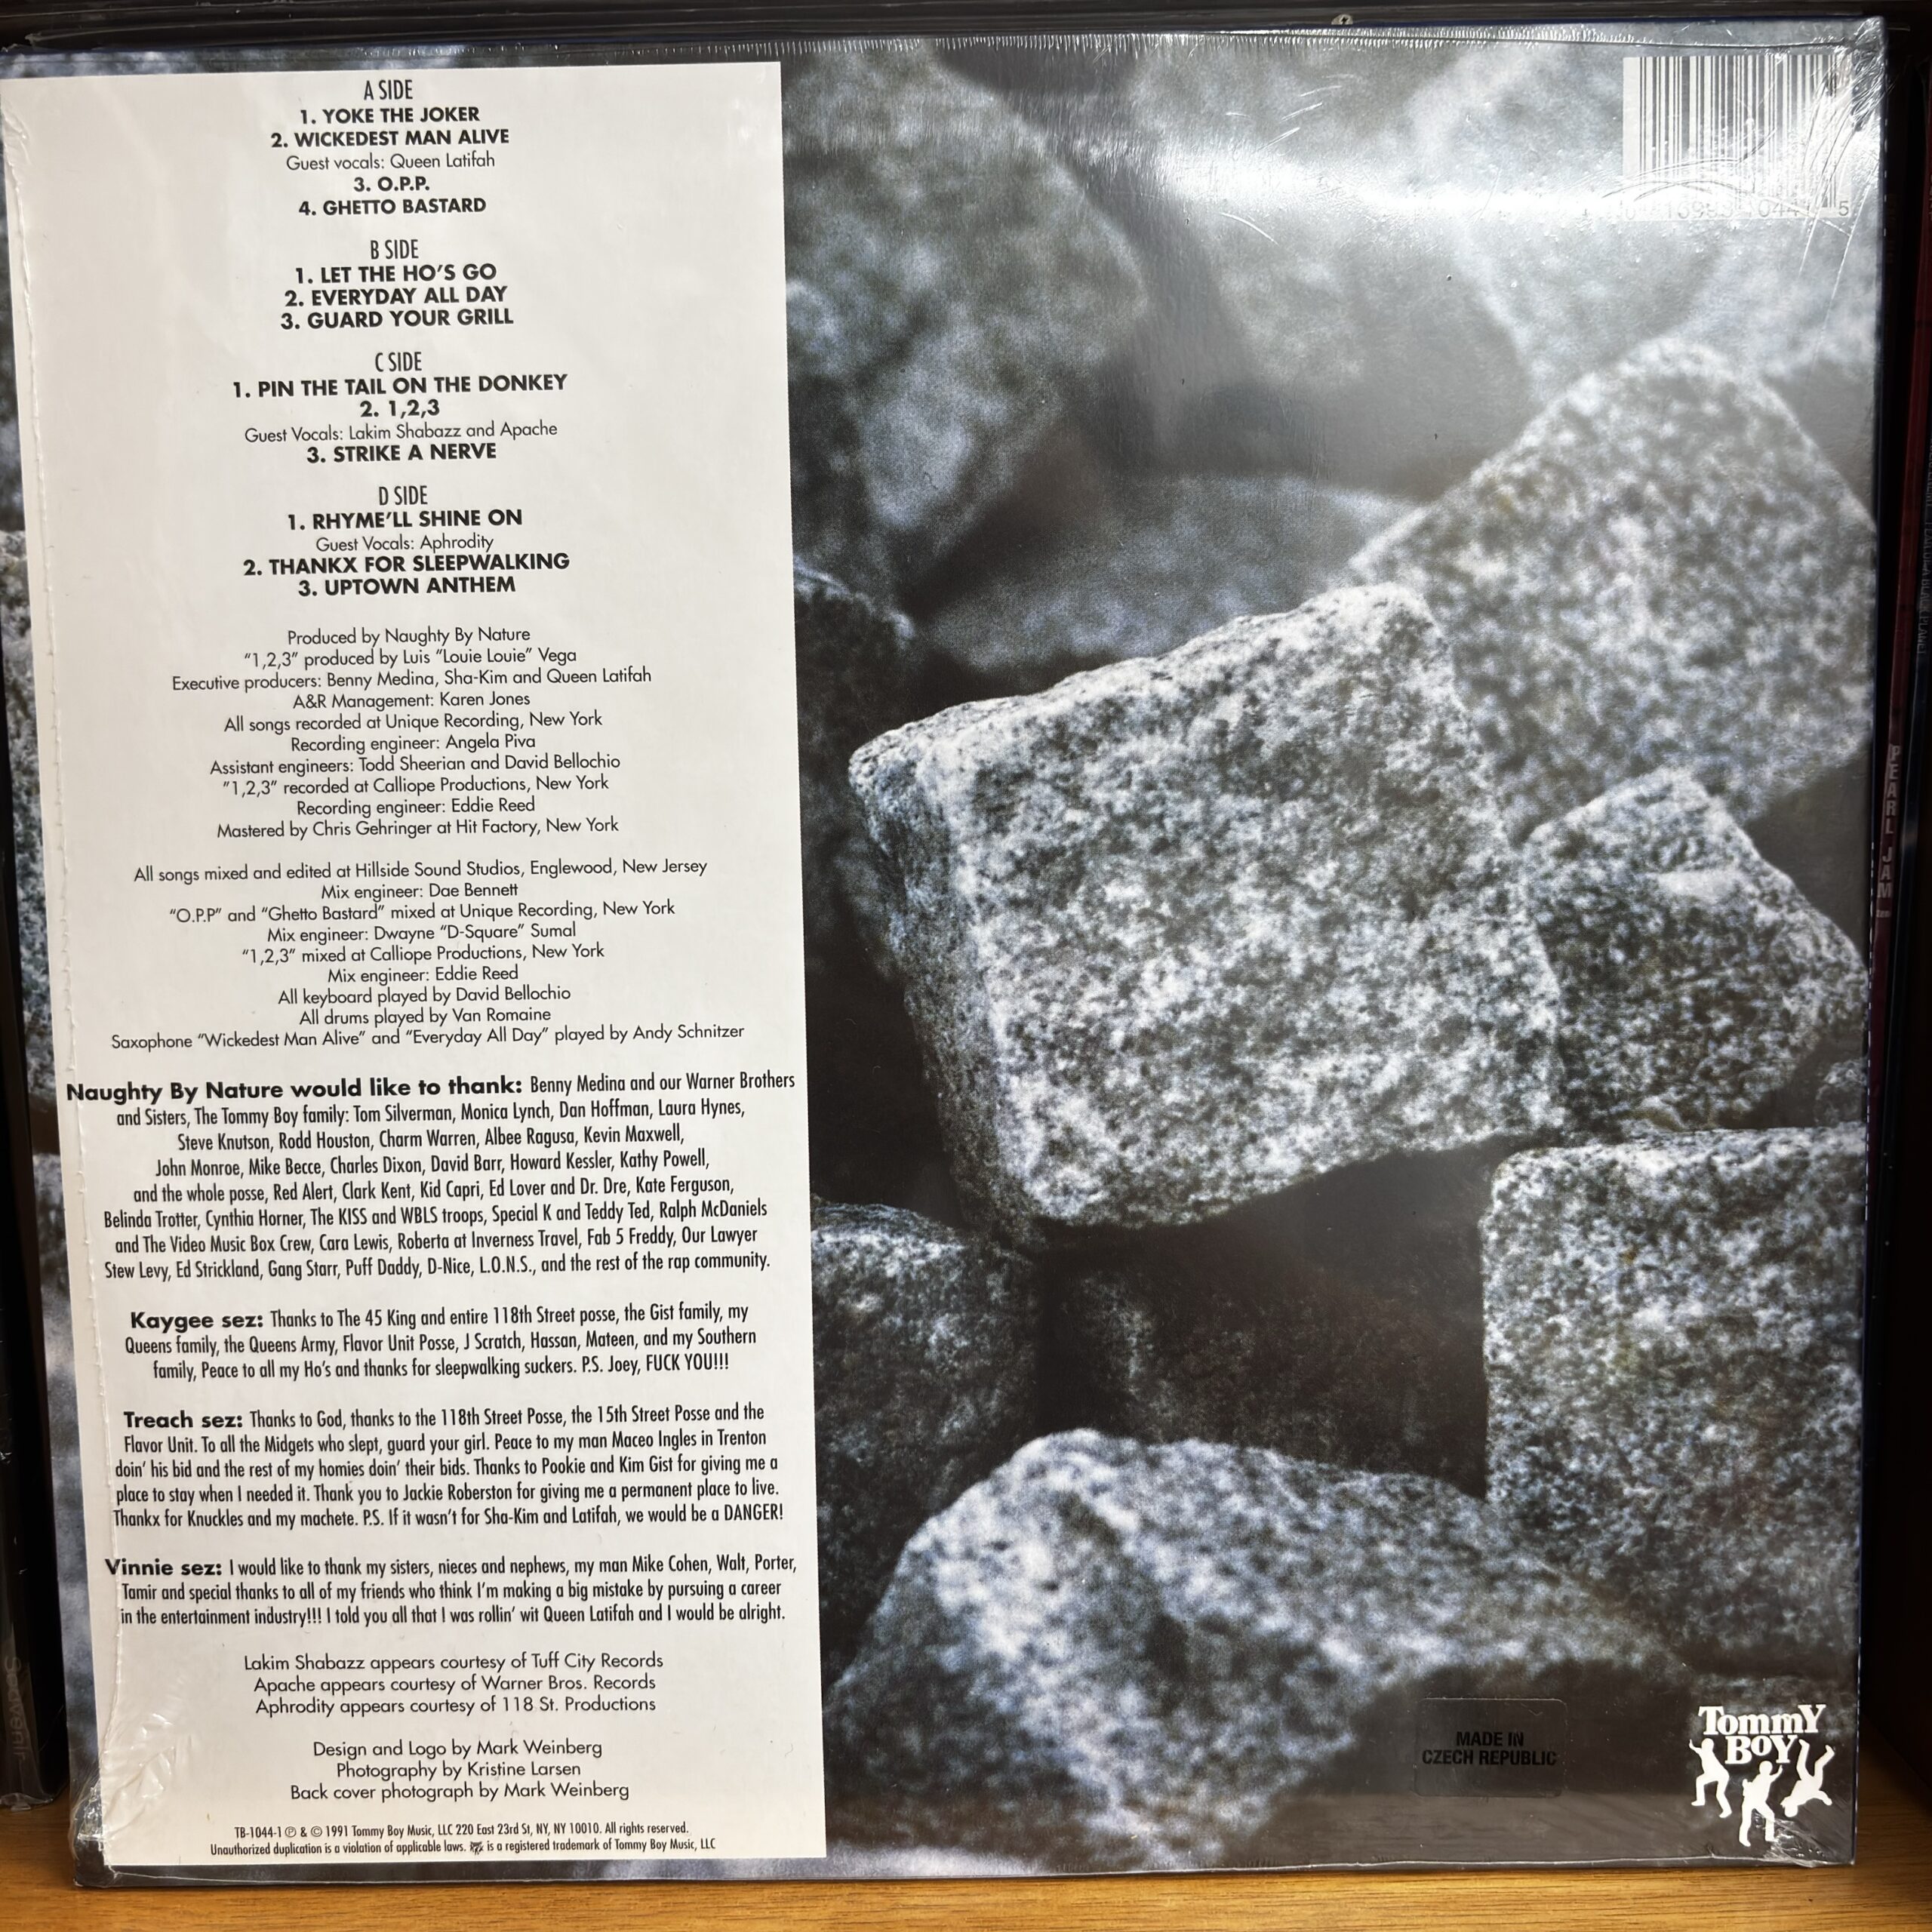 A SIDE
1. YOKE THE JOKER
2. WICKEDEST MAN ALIVE
Guest vocals: Queen Latifah
3. O.P.P.
4. GHETTO BASTARD
B SIDE
1. LET THE HO'S GO
2. EVERYDAY ALL DAY
3. GUARD YOUR GRILL
C SIDE
1. PIN THE TAIL ON THE DONKEY
2. 1,2,3
Guest Vocals: Lakim Shabazz and Apache
3. STRIKE A NERVE
D SIDE
1. RHYME'LL SHINE ON
Guest Vocals: Aphrodity
2. THANKX FOR SLEEPWALKING
3. UPTOWN ANTHEM
Produced by Naughty By Nature
"1,2,3" produced by Luis "Louie Louie" Vega
Executive producers: Benny Medina, Sha-Kim and Queen Latifah
A&R Management: Karen Jones
All songs recorded at Unique Recording, New York
Recording engineer: Angela Piva
Assistant engineers: Todd Sheerian and David Bellochio
"1,2,3" recorded at Calliope Productions, New York
Recording engineer: Eddie Reed
Mastered by Chris Gehringer at Hit Factory, New York
All songs mixed and edited at Hillside Sound Studios, Englewood, New Jersey
Mix engineer: Dae Bennett
"O.P.P" and "Ghetto Bastard" mixed at Unique Recording, New York
Mix engineer: Dwayne "D-Square" Sumal
"1,2,3" mixed at Calliope Productions, New York
Mix engineer: Eddie Reed
All keyboard played by David Bellochio
All drums played by Van Romaine
Saxophone "Wickedest Man Alive" and "Everyday All Day" played by Andy Schnitzer
Naughty By Nature would like to thank: Benny Medina and our Warner Brothers
and Sisters, The Tommy Boy family: Tom Silverman, Monica Lynch, Dan Hoffman, Laura Hynes,
Steve Knutson, Rodd Houston, Charm Warren, Albee Ragusa, Kevin Maxwell,
John Monroe, Mike Becce, Charles Dixon, David Barr, Howard Kessler, Kathy Powell,
and the whole posse, Red Alert, Clark Kent, Kid Capri, Ed Lover and Dr. Dre, Kate Ferguson,
Belinda Trotter, Cynthia Horner, The KISS and WBLS troops, Special K and Teddy Ted, Ralph McDaniels
and The Video Music Box Crew, Cara Lewis, Roberta at Inverness Travel, Fab 5 Freddy, Our Lawyer
Stew Levy, Ed Strickland, Gang Starr, Puff Daddy, D-Nice, L.O.N.S., and the rest of the rap community.
Kaygee sez: Thanks to The 45 King and entire 118th Street posse, the Gist family, my
Queens family, the Queens Army, Flavor Unit Posse, J Scratch, Hassan, Mateen, and my Southern
family, Peace to all my Ho's and thanks for sleepwalking suckers. P.S. Joey, FUCK YOU!!!
Treach sez: Thanks to God, thanks to the 118th Street Posse, the 15th Street Posse and the
Flavor Unit. To all the Midgets who slept, guard your girl. Peace to my man Maceo Ingles in Trenton
doin' his bid and the rest of my homies doin' their bids. Thanks to Pookie and Kim Gist for giving me a
place to stay when I needed it. Thank you to Jackie Roberston for giving me a permanent place to live.
Thankx for Knuckles and my machete. P.S. If it wasn't for Sha-Kim and Latifah, we would be a DANGER!
Vinnie sez: I would like to thank my sisters, nieces and nephews, my man Mike Cohen, Walt, Porter,
Tamir and special thanks to all of my friends who think I'm making a big mistake by pursuing a career
in the entertainment industry!!! I told you all that I was rollin' wit Queen Latifah and I would be alright.
Lakim Shabazz appears courtesy of Tuff City Records
Apache appears courtesy of Warner Bros. Records
Aphrodity appears courtesy of 118 St. Productions
Design and Logo by Mark Weinberg
Photography by Kristine Larsen
Back cover photograph by Mark Weinberg
TB-1044-1 ℗ & © 1991 Tommy Boy Music, LLC 220 East 23rd St, NY, NY 10010. All rights reserved.
Unauthorized duplication is a violation of applicable laws. is a registered trademark of Tommy Boy Music, LLC
MADE IN
CZECH REPUBLIC
Tommy
Boy
PEARL JAM